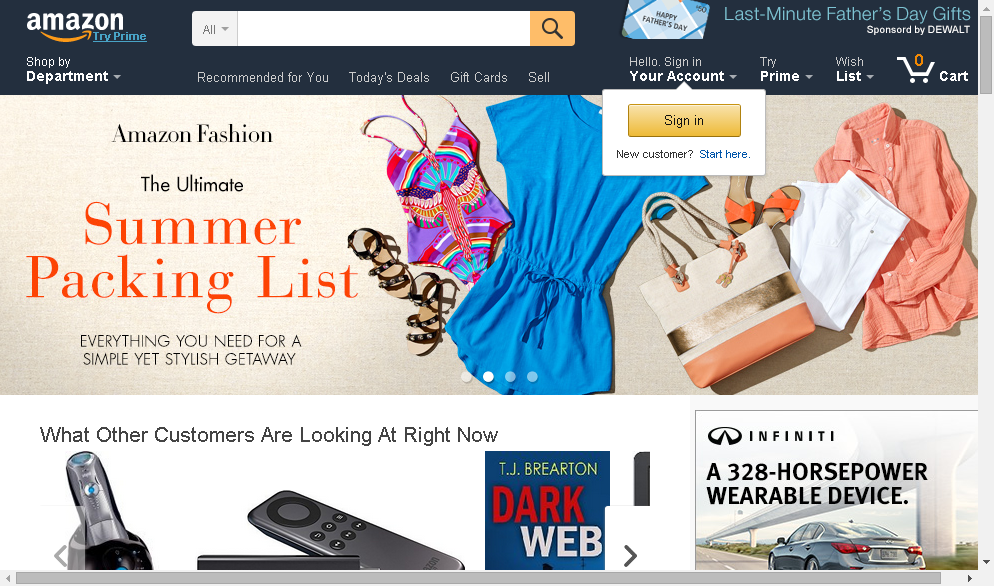 amazon
Try Prime
All
HAPPY
FATHER'S DAY
$50
Last-Minute Father's Day Gifts
Sponsord by DEWALT
Shop by
Department
Recommended for You
Today's Deals
Gift Cards
Sell
Hello. Sign in
Your Account
Try
Prime
Wish
List
0
Cart
Sign in
New customer? Start here.
Amazon Fashion
The Ultimate
Summer
Packing List
EVERYTHING YOU NEED FOR A
SIMPLE YET STYLISH GETAWAY
What Other Customers Are Looking At Right Now
T.J. BREARTON
DARK
WEB
INFINITI
A 328-HORSEPOWER
WEARABLE DEVICE.